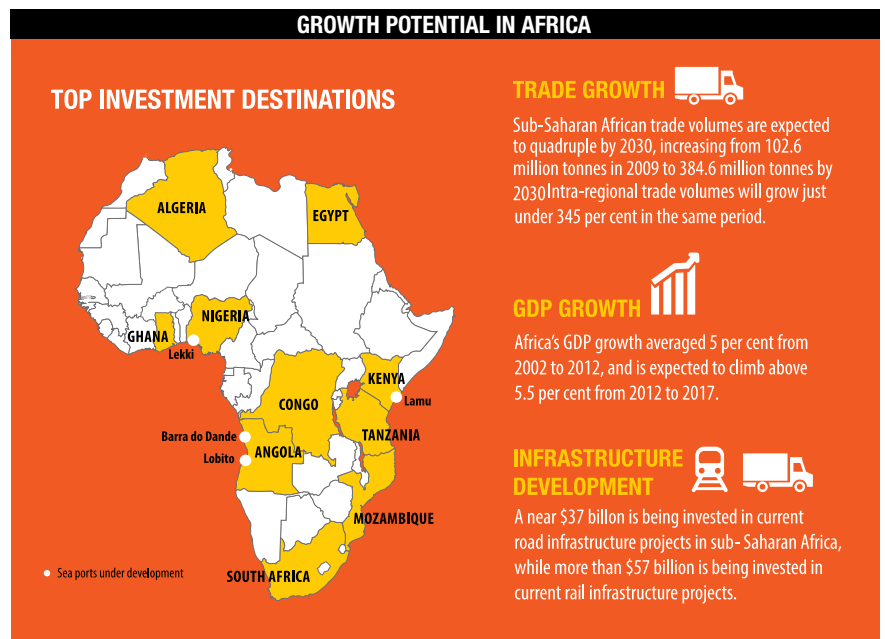 GROWTH POTENTIAL IN AFRICA
TOP INVESTMENT DESTINATIONS
ALGERIA
EGYPT
NIGERIA
GHANA
Lekki
KENYA
Lamu
CONGO
TANZANIA
Barra do Dande
ANGOLA
Lobito
MOZAMBIQUE
SOUTH AFRICA
Sea ports under development
TRADE GROWTH
Sub-Saharan African trade volumes are expected
to quadruple by 2030, increasing from 102.6
million tonnes in 2009 to 384.6 million tonnes by
2030Intra-regional trade volumes will grow just
under 345 per cent in the same period.
GDP GROWTH
Africa's GDP growth averaged 5 per cent from
2002 to 2012, and is expected to climb above
5.5 per cent from 2012 to 2017.
INFRASTRUCTURE
DEVELOPMENT
A near $37 billon is being invested in current
road infrastructure projects in sub- Saharan Africa,
while more than $57 billion is being invested in
current rail infrastructure projects.